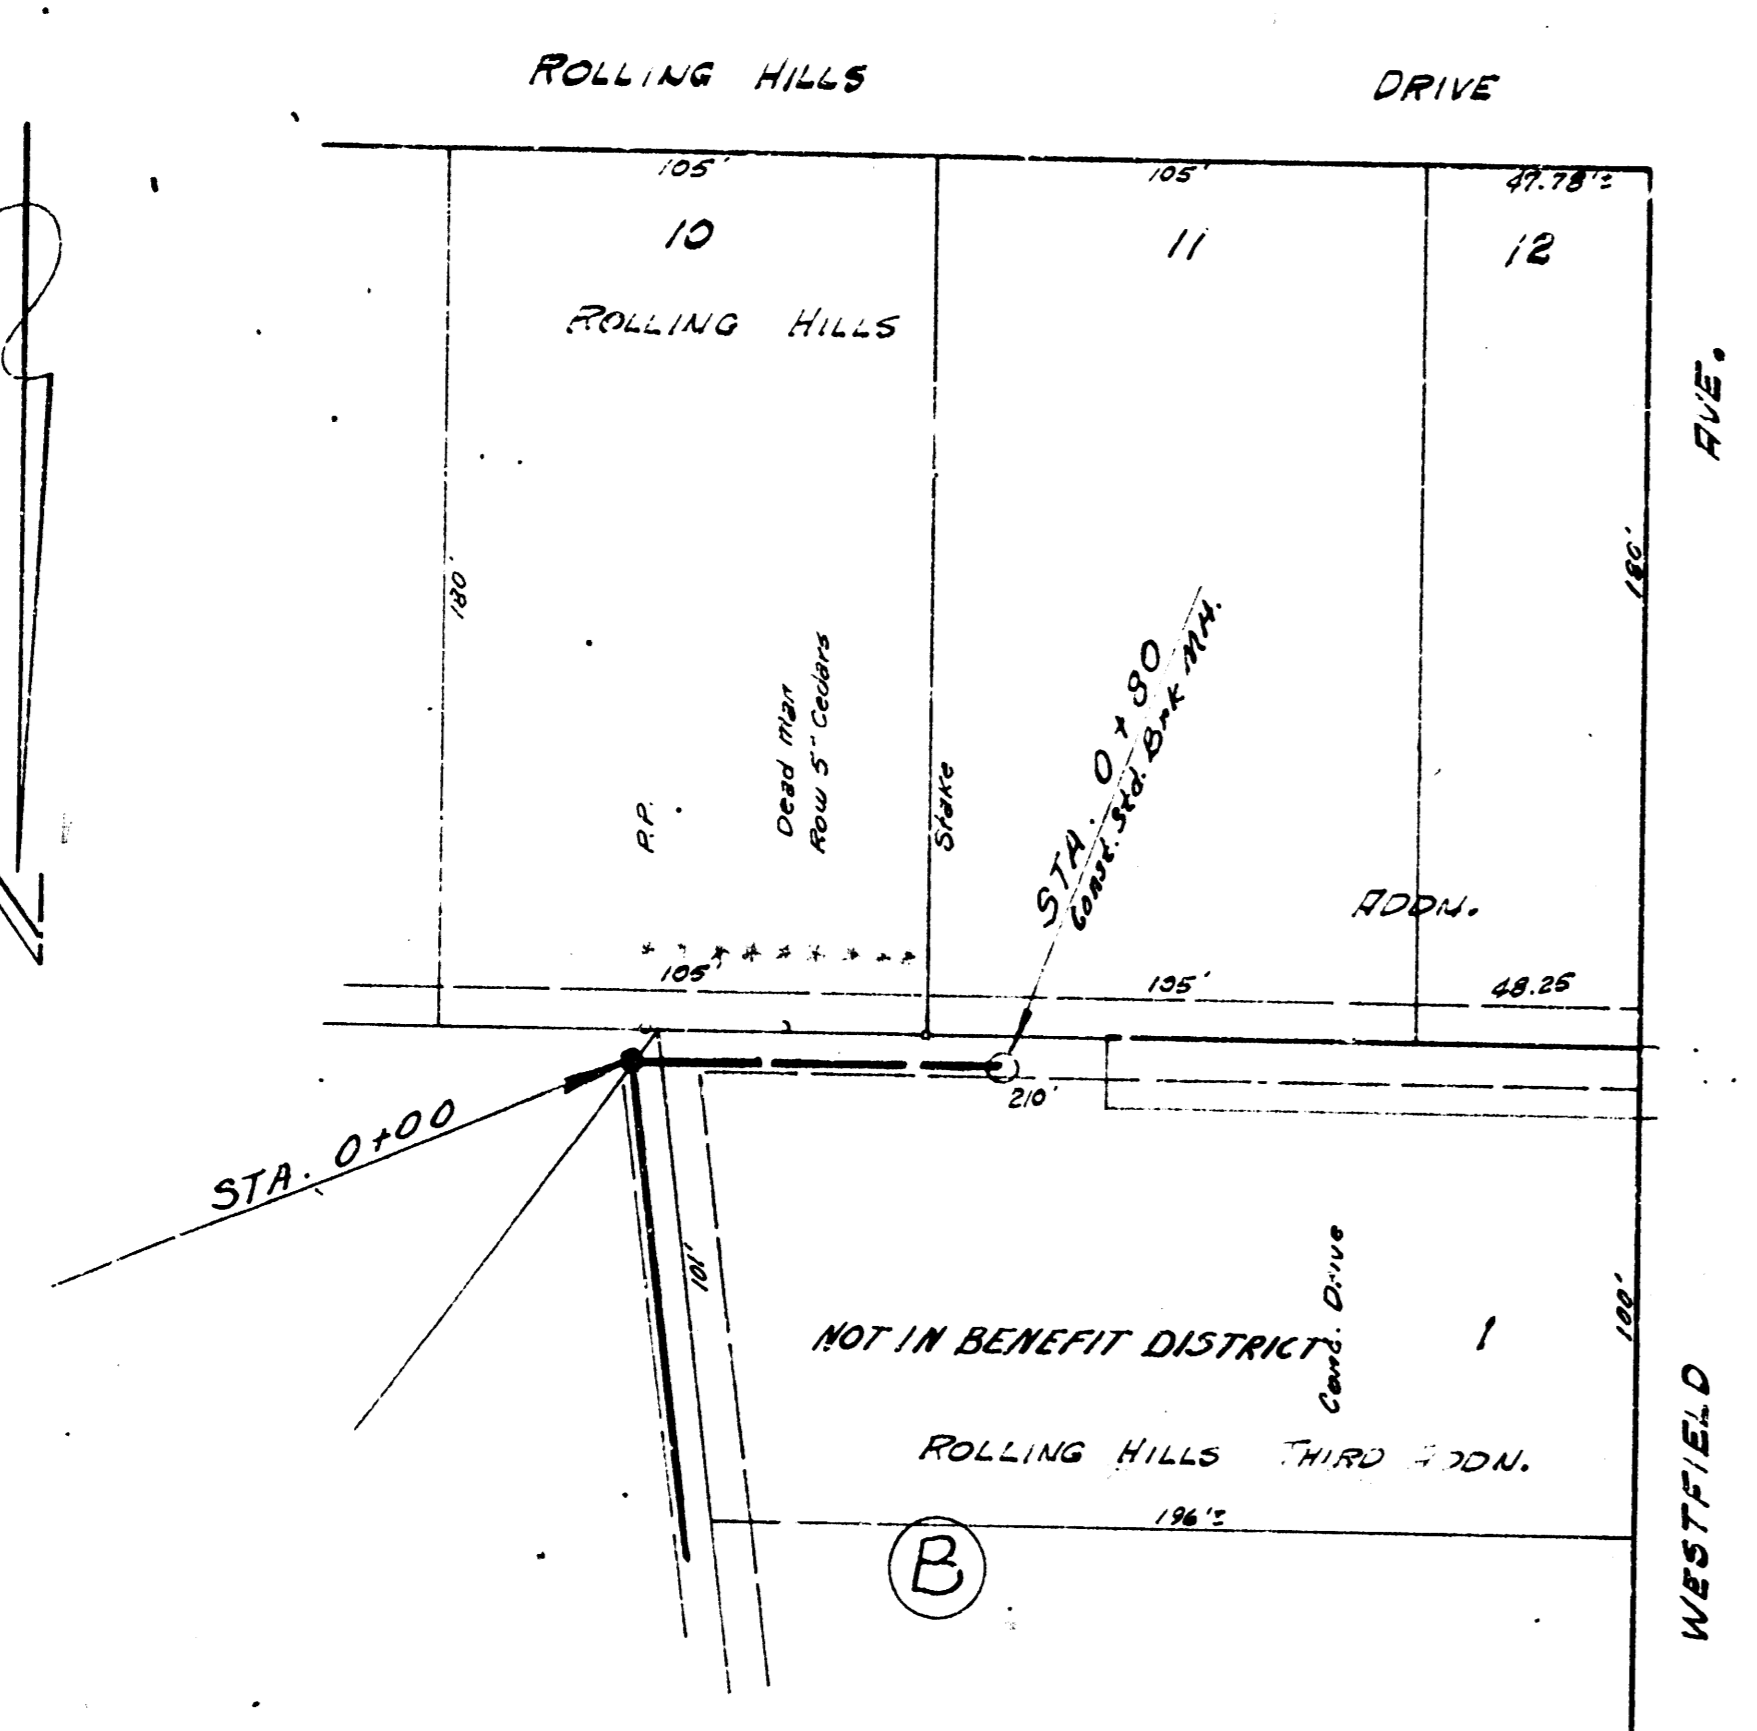 ROLLING HILLS DRIVE
105' 105' 47.78'±
10 11 12
ROLLING HILLS
AVE.
180'
180'
Dead Man
Row 5" Cedars
P.P.
Stake
STA. 0+80
Const. Std. Brk MH.
ADDN.
105' 105' 48.25
210'
STA. 0+00
101'
100'
Conc. Drive
NOT IN BENEFIT DISTRICT 1
WESTFIELD
ROLLING HILLS THIRD ADDN.
196'±
B